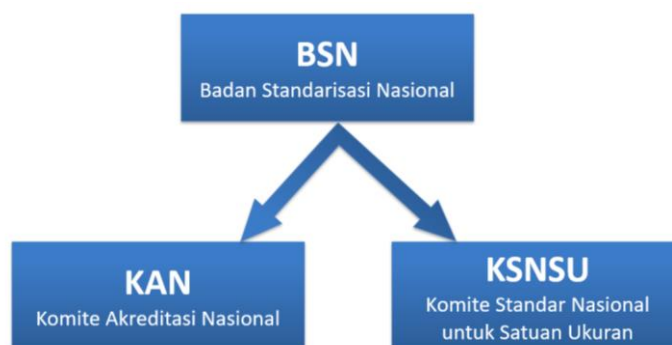 BSN
Badan Standarisasi Nasional
KAN
Komite Akreditasi Nasional
KSNSU
Komite Standar Nasional
untuk Satuan Ukuran